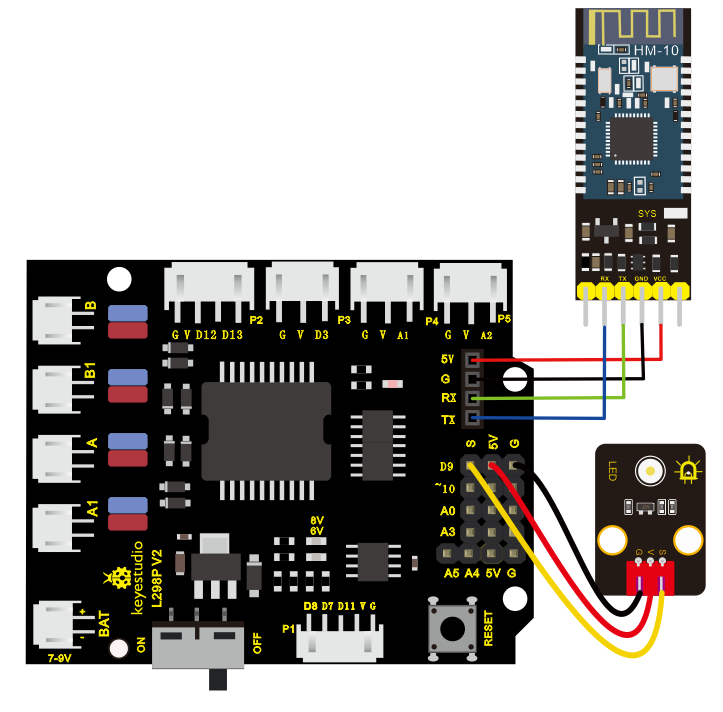 HM-10
SYS
RX TX GND VCC
B
B1
A
A1
G V D12 D13
P2
G V D3
P3
G V A1
P4
G V A2
P5
5V
G
RX
TX
S 5V G
D9
~10
A0
A3
A5 A4 5V G
8V
6V
keyestudio
L298P V2
BAT
+
-
7-9V
ON
OFF
D8 D7 D11 V G
P1
RESET
LED
G V S